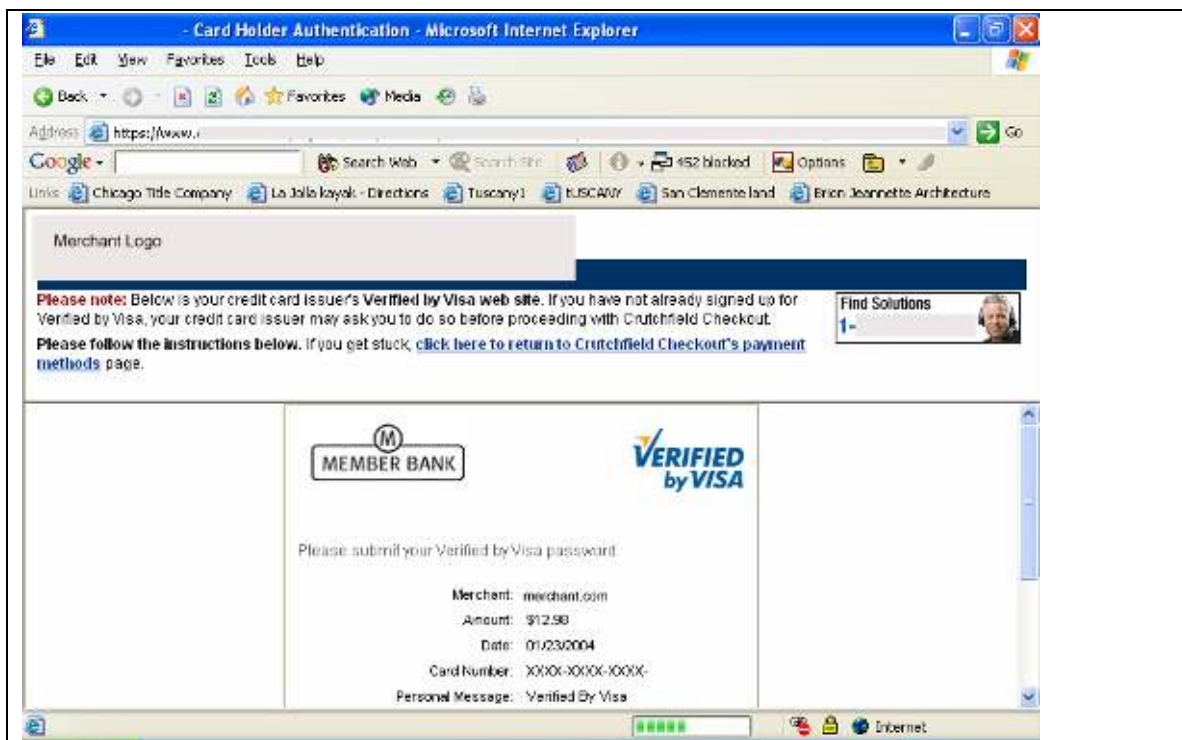 - Card Holder Authentication - Microsoft Internet Explorer
File Edit View Favorites Tools Help
Back Favorites Media
Address https://www. Go
Google Search Web Search Site 452 blocked Options
Links Chicago Title Company La Jolla kayak - Directions Tuscany1 tUSCANY San Clemente land Brion Jeannette Architecture
Merchant Logo
Please note: Below is your credit card issuer's Verified by Visa web site. If you have not already signed up for
Verified by Visa, your credit card issuer may ask you to do so before proceeding with Crutchfield Checkout.
Please follow the instructions below. If you get stuck, click here to return to Crutchfield Checkout's payment
methods page.
Find Solutions
1-
M
MEMBER BANK
VERIFIED
by VISA
Please submit your Verified by Visa password
Merchant: merchant.com
Amount: $12.98
Date: 01/23/2004
Card Number: XXXX-XXXX-XXXX-
Personal Message: Verified By Visa
Internet